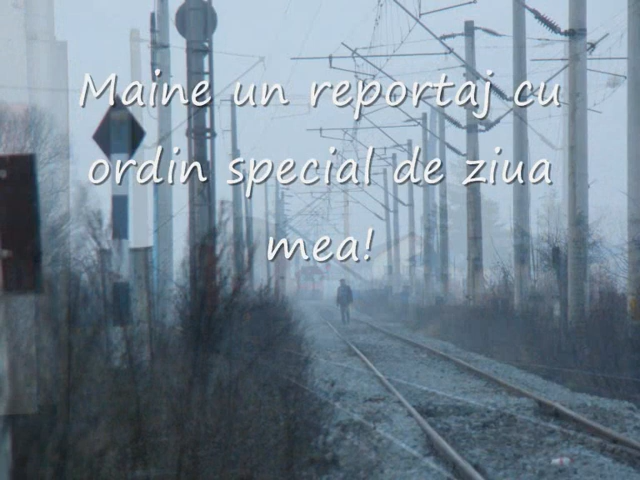 Maine un reportaj cu
ordin special de ziua
mea!